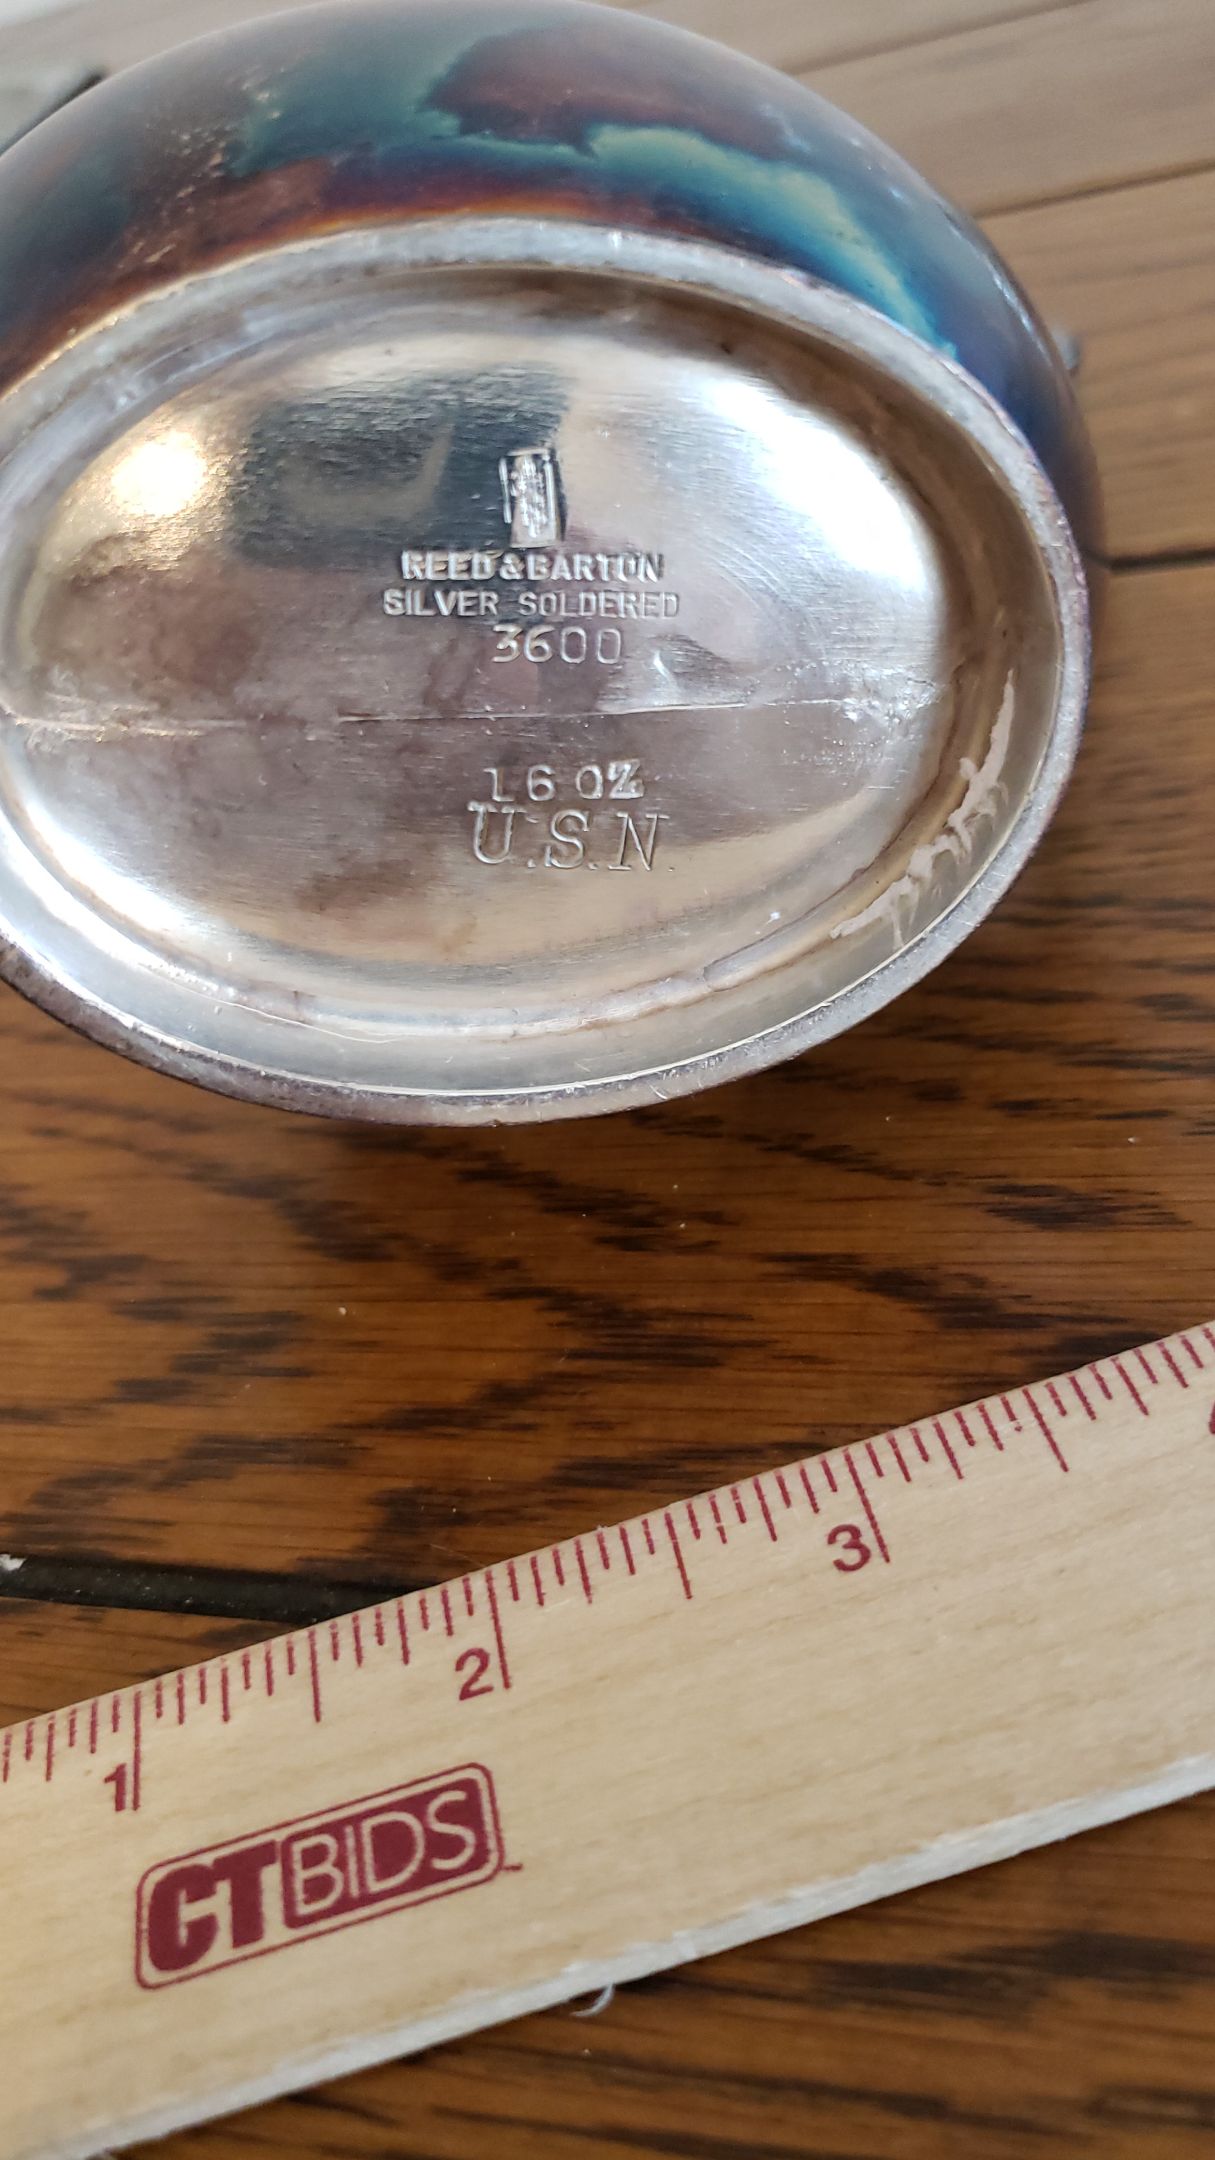 REED & BARTON
SILVER SOLDERED
3600
16 OZ
U.S.N.
1
2
3
CTBIDS